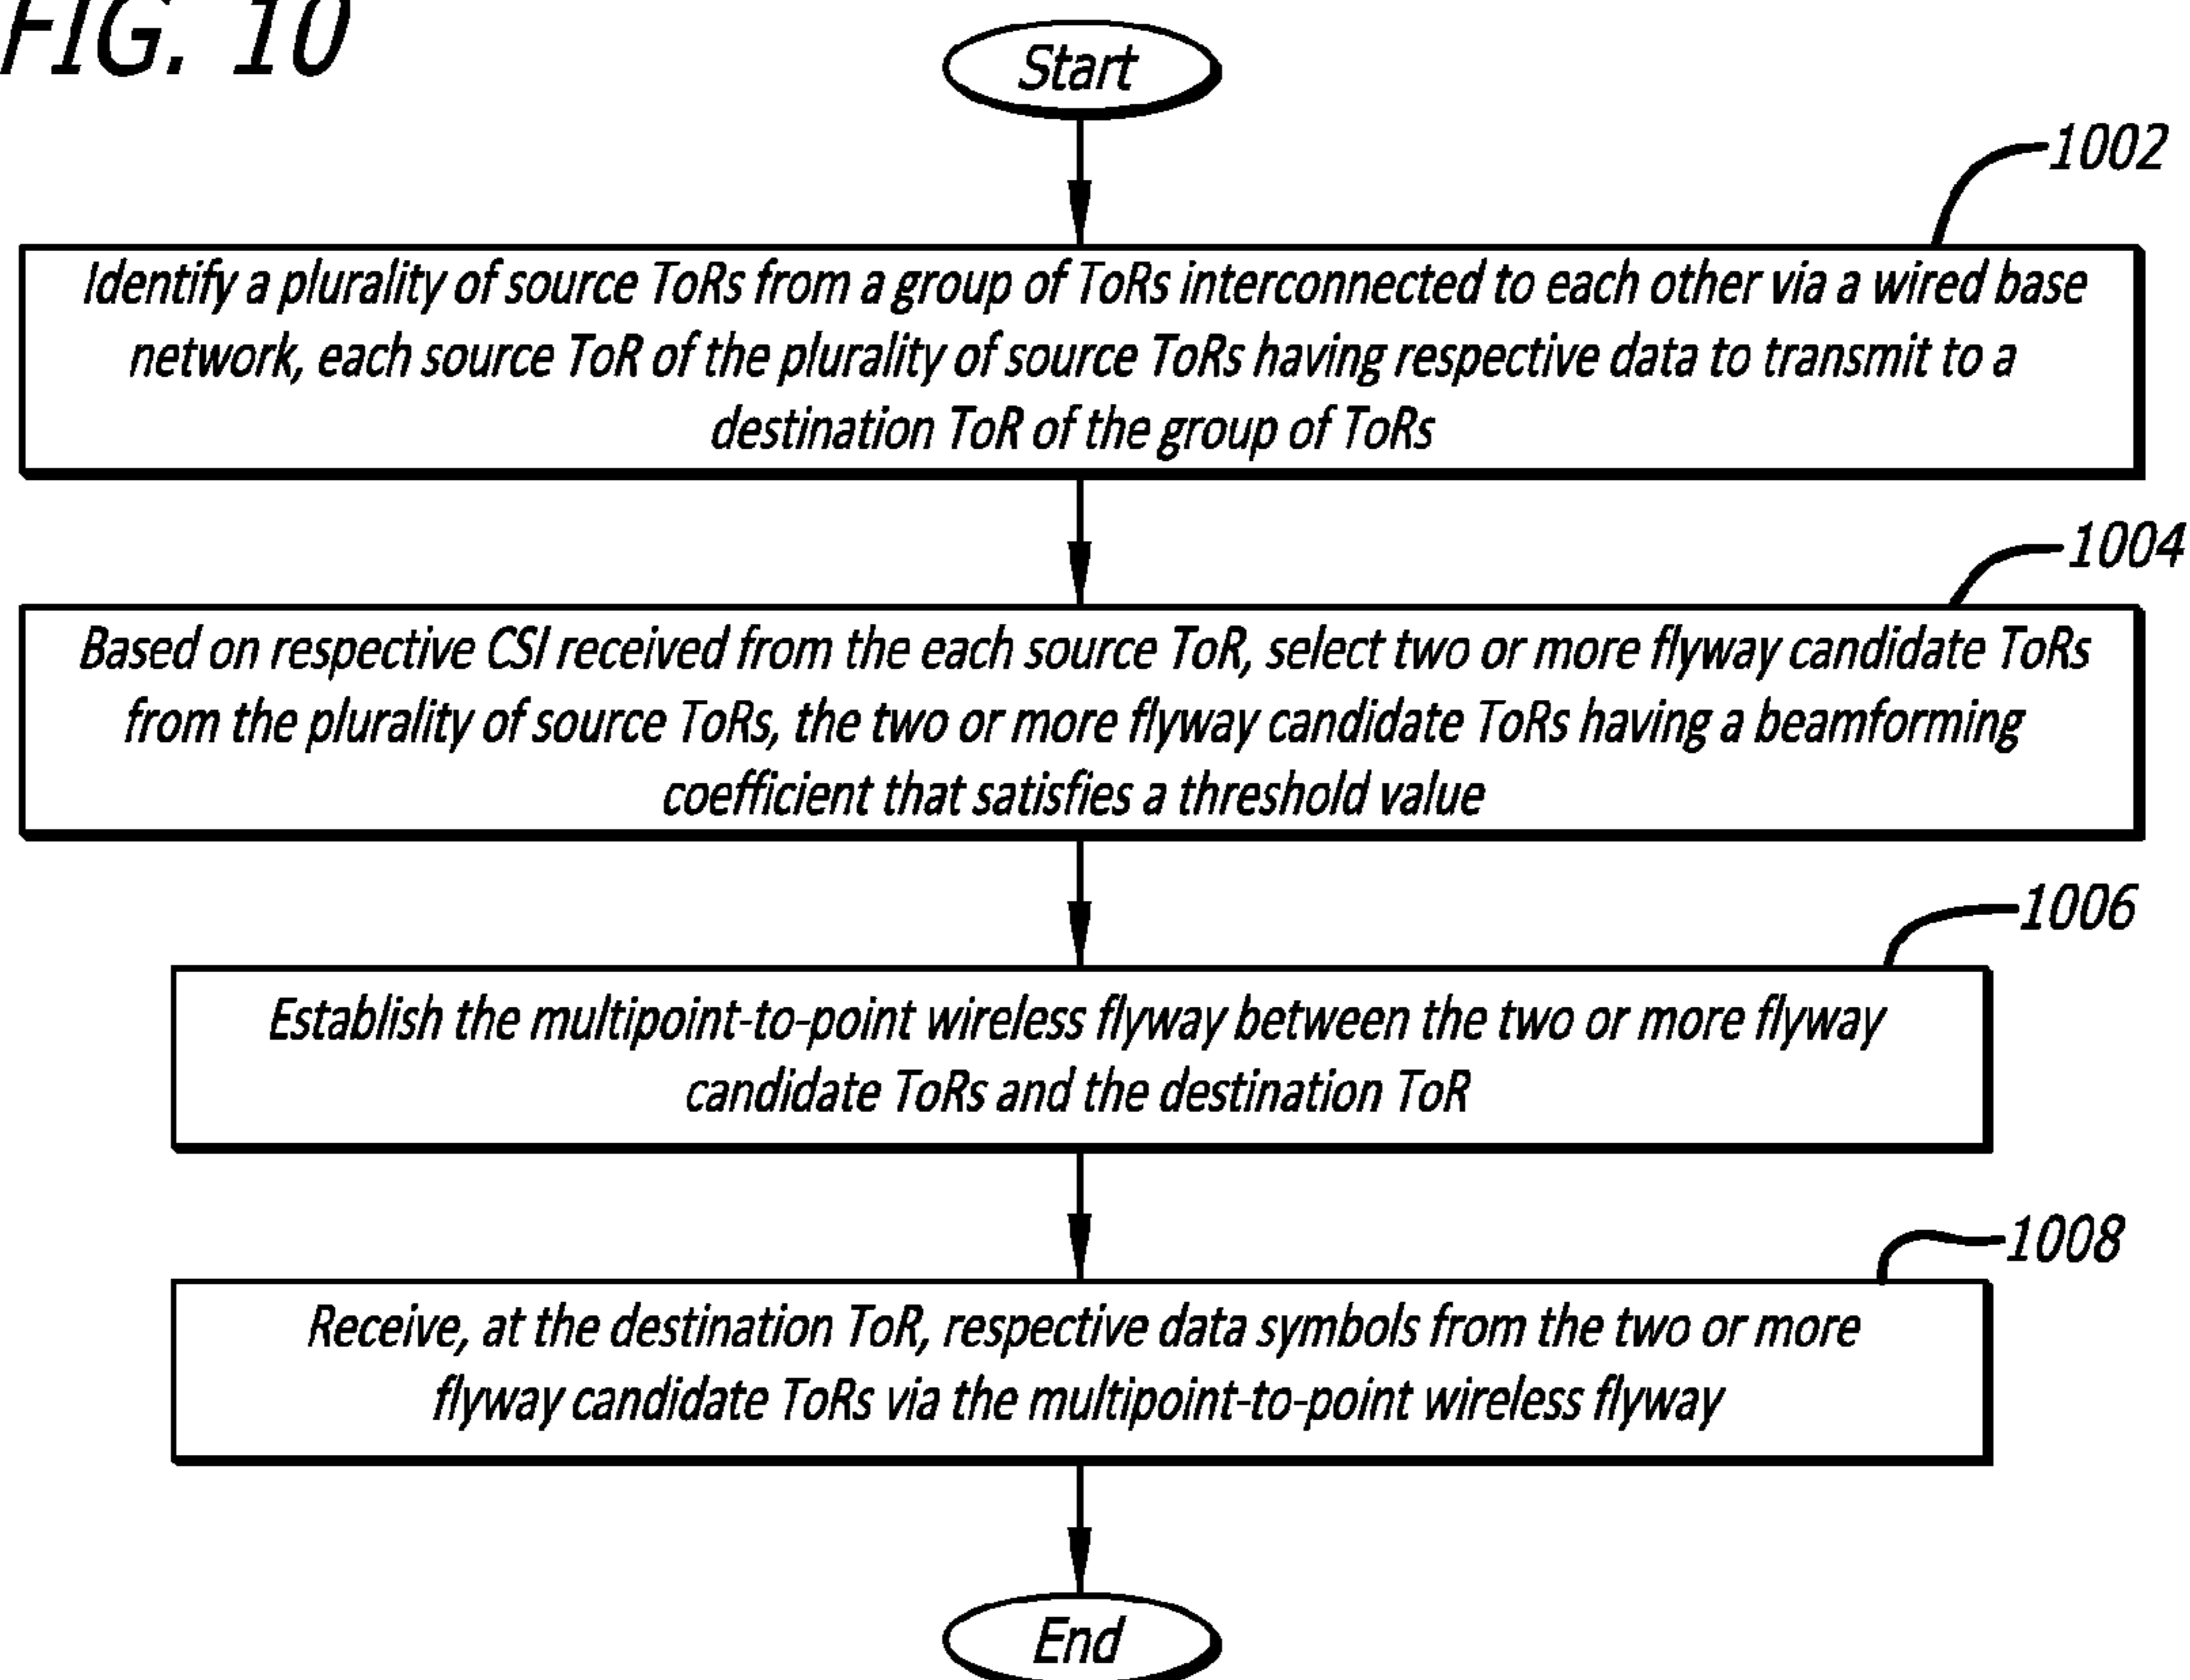 FIG. 10
Start
1002
Identify a plurality of source ToRs from a group of ToRs interconnected to each other via a wired base
network, each source ToR of the plurality of source ToRs having respective data to transmit to a
destination ToR of the group of ToRs
1004
Based on respective CSI received from the each source ToR, select two or more flyway candidate ToRs
from the plurality of source ToRs, the two or more flyway candidate ToRs having a beamforming
coefficient that satisfies a threshold value
1006
Establish the multipoint-to-point wireless flyway between the two or more flyway
candidate ToRs and the destination ToR
1008
Receive, at the destination ToR, respective data symbols from the two or more
flyway candidate ToRs via the multipoint-to-point wireless flyway
End